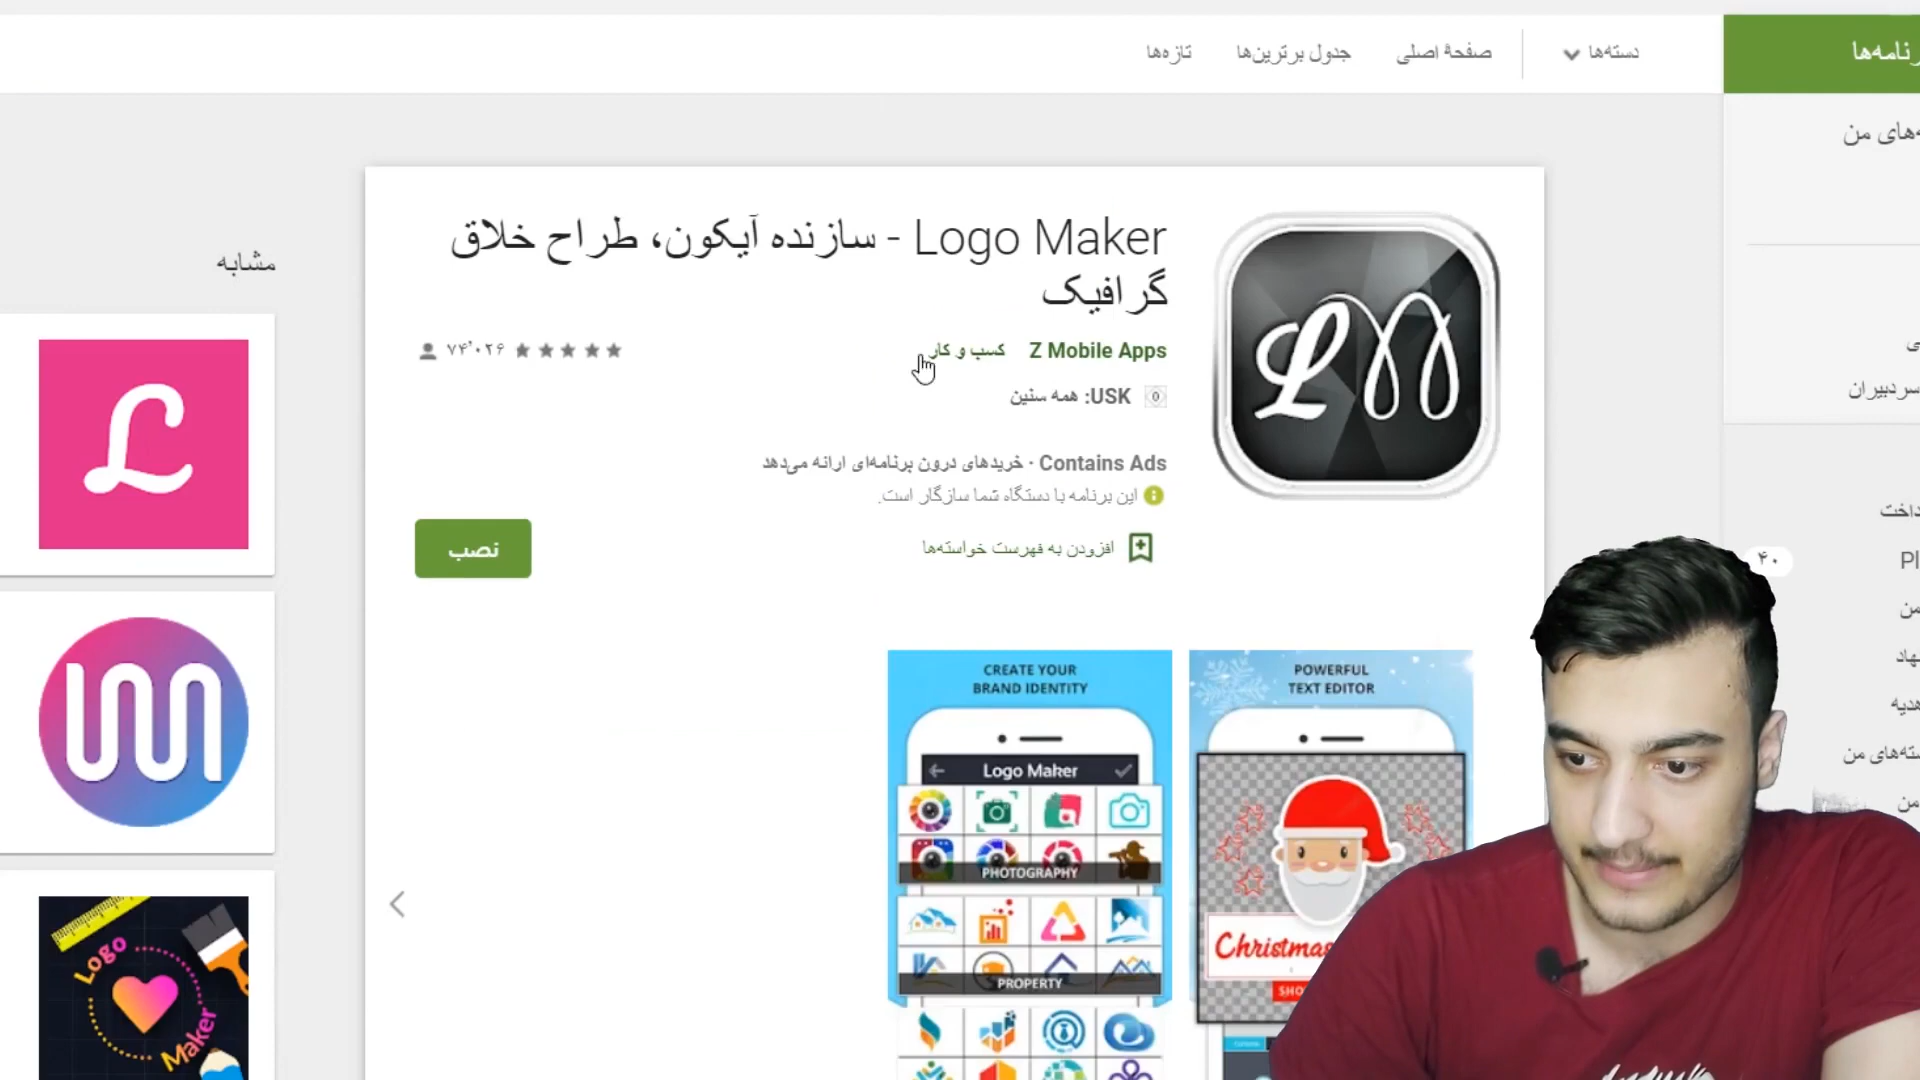 دسته‌ها
صفحهٔ اصلی
جدول برترین‌ها
تازه‌ها
Logo Maker - سازنده آیکون، طراح خلاق
گرافیک
Z Mobile Apps
کسب و کار
۷۴٬۰۲۶
USK: همه سنین
Contains Ads · خریدهای درون برنامه‌ای ارائه می‌دهد
این برنامه با دستگاه شما سازگار است.
افزودن به فهرست خواسته‌ها
نصب
مشابه
Logo
Maker
CREATE YOUR
BRAND IDENTITY
Logo Maker
PHOTOGRAPHY
PROPERTY
POWERFUL
TEXT EDITOR
Christmas
من
سردبیران
۴۰
من
من